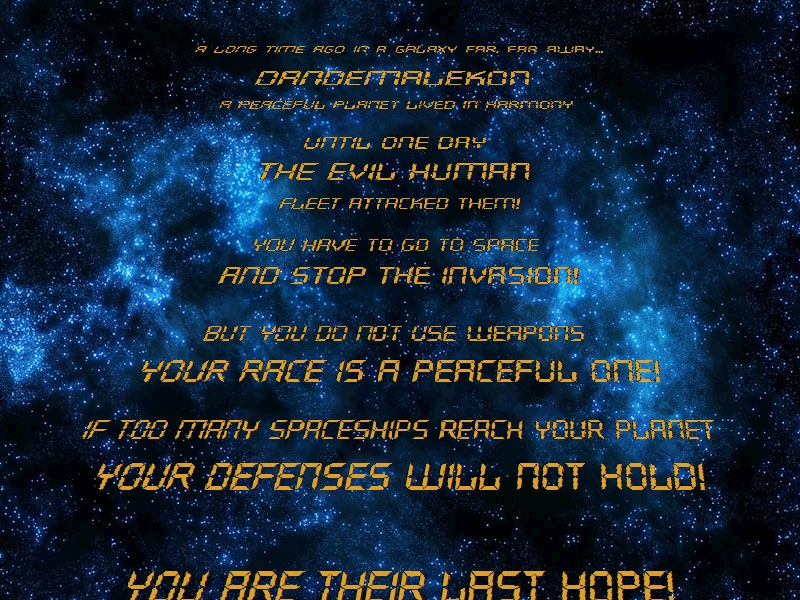 A LONG TIME AGO IN A GALAXY FAR, FAR AWAY...
DANDEMALEKON
A PEACEFUL PLANET LIVED IN HARMONY
UNTIL ONE DAY
THE EVIL HUMAN
FLEET ATTACKED THEM!
YOU HAVE TO GO TO SPACE
AND STOP THE INVASION!
BUT YOU DO NOT USE WEAPONS
YOUR RACE IS A PEACEFUL ONE!
IF TOO MANY SPACESHIPS REACH YOUR PLANET
YOUR DEFENSES WILL NOT HOLD!
YOU ARE THEIR LAST HOPE!